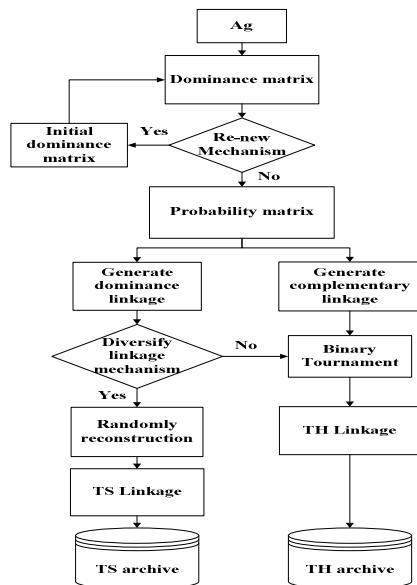 Ag
Dominance matrix
Initial
dominance
matrix
Yes
Re-new
Mechanism
No
Probability matrix
Generate
dominance
linkage
Generate
complementary
linkage
Diversify
linkage
mechanism
No
Binary
Tournament
Yes
Randomly
reconstruction
TH Linkage
TS Linkage
TS archive
TH archive